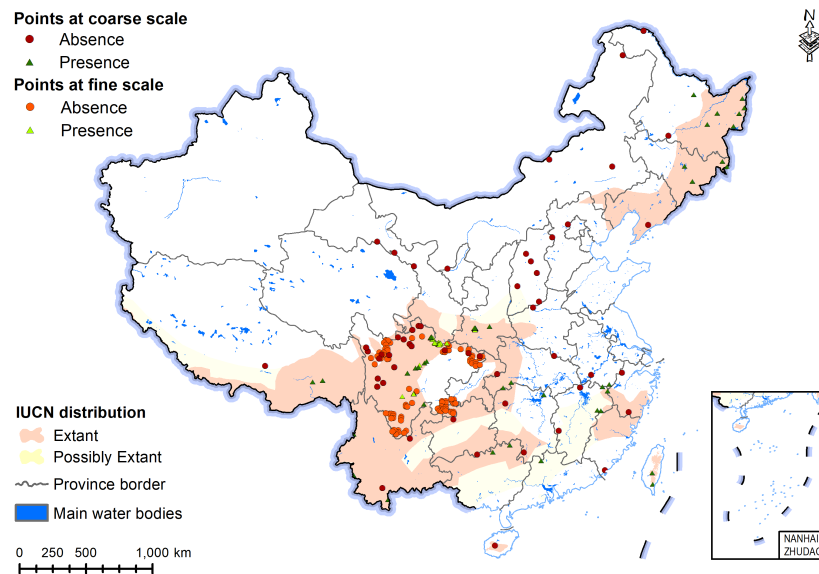 Points at coarse scale
Absence
Presence
Points at fine scale
Absence
Presence
N
IUCN distribution
Extant
Possibly Extant
Province border
Main water bodies
0 250 500 1,000 km
NANHAI
ZHUDAO